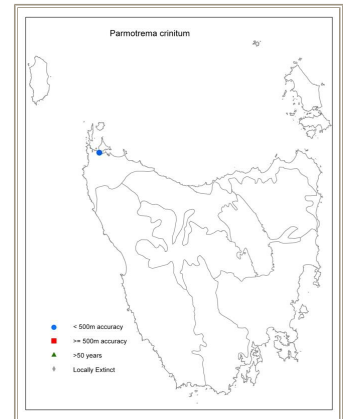 Parmotrema crinitum
< 500m accuracy
>= 500m accuracy
>50 years
Locally Extinct